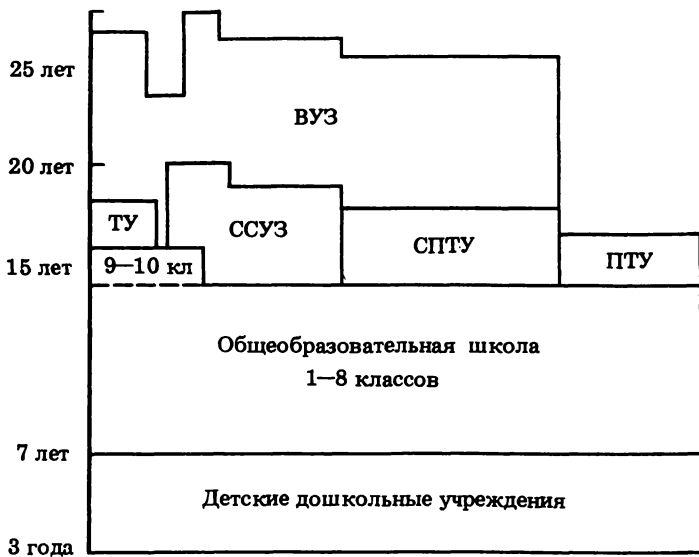 25 лет
ВУЗ
20 лет
ТУ
ССУЗ
СПТУ
ПТУ
15 лет
9—10 кл
Общеобразовательная школа
1—8 классов
7 лет
Детские дошкольные учреждения
3 года